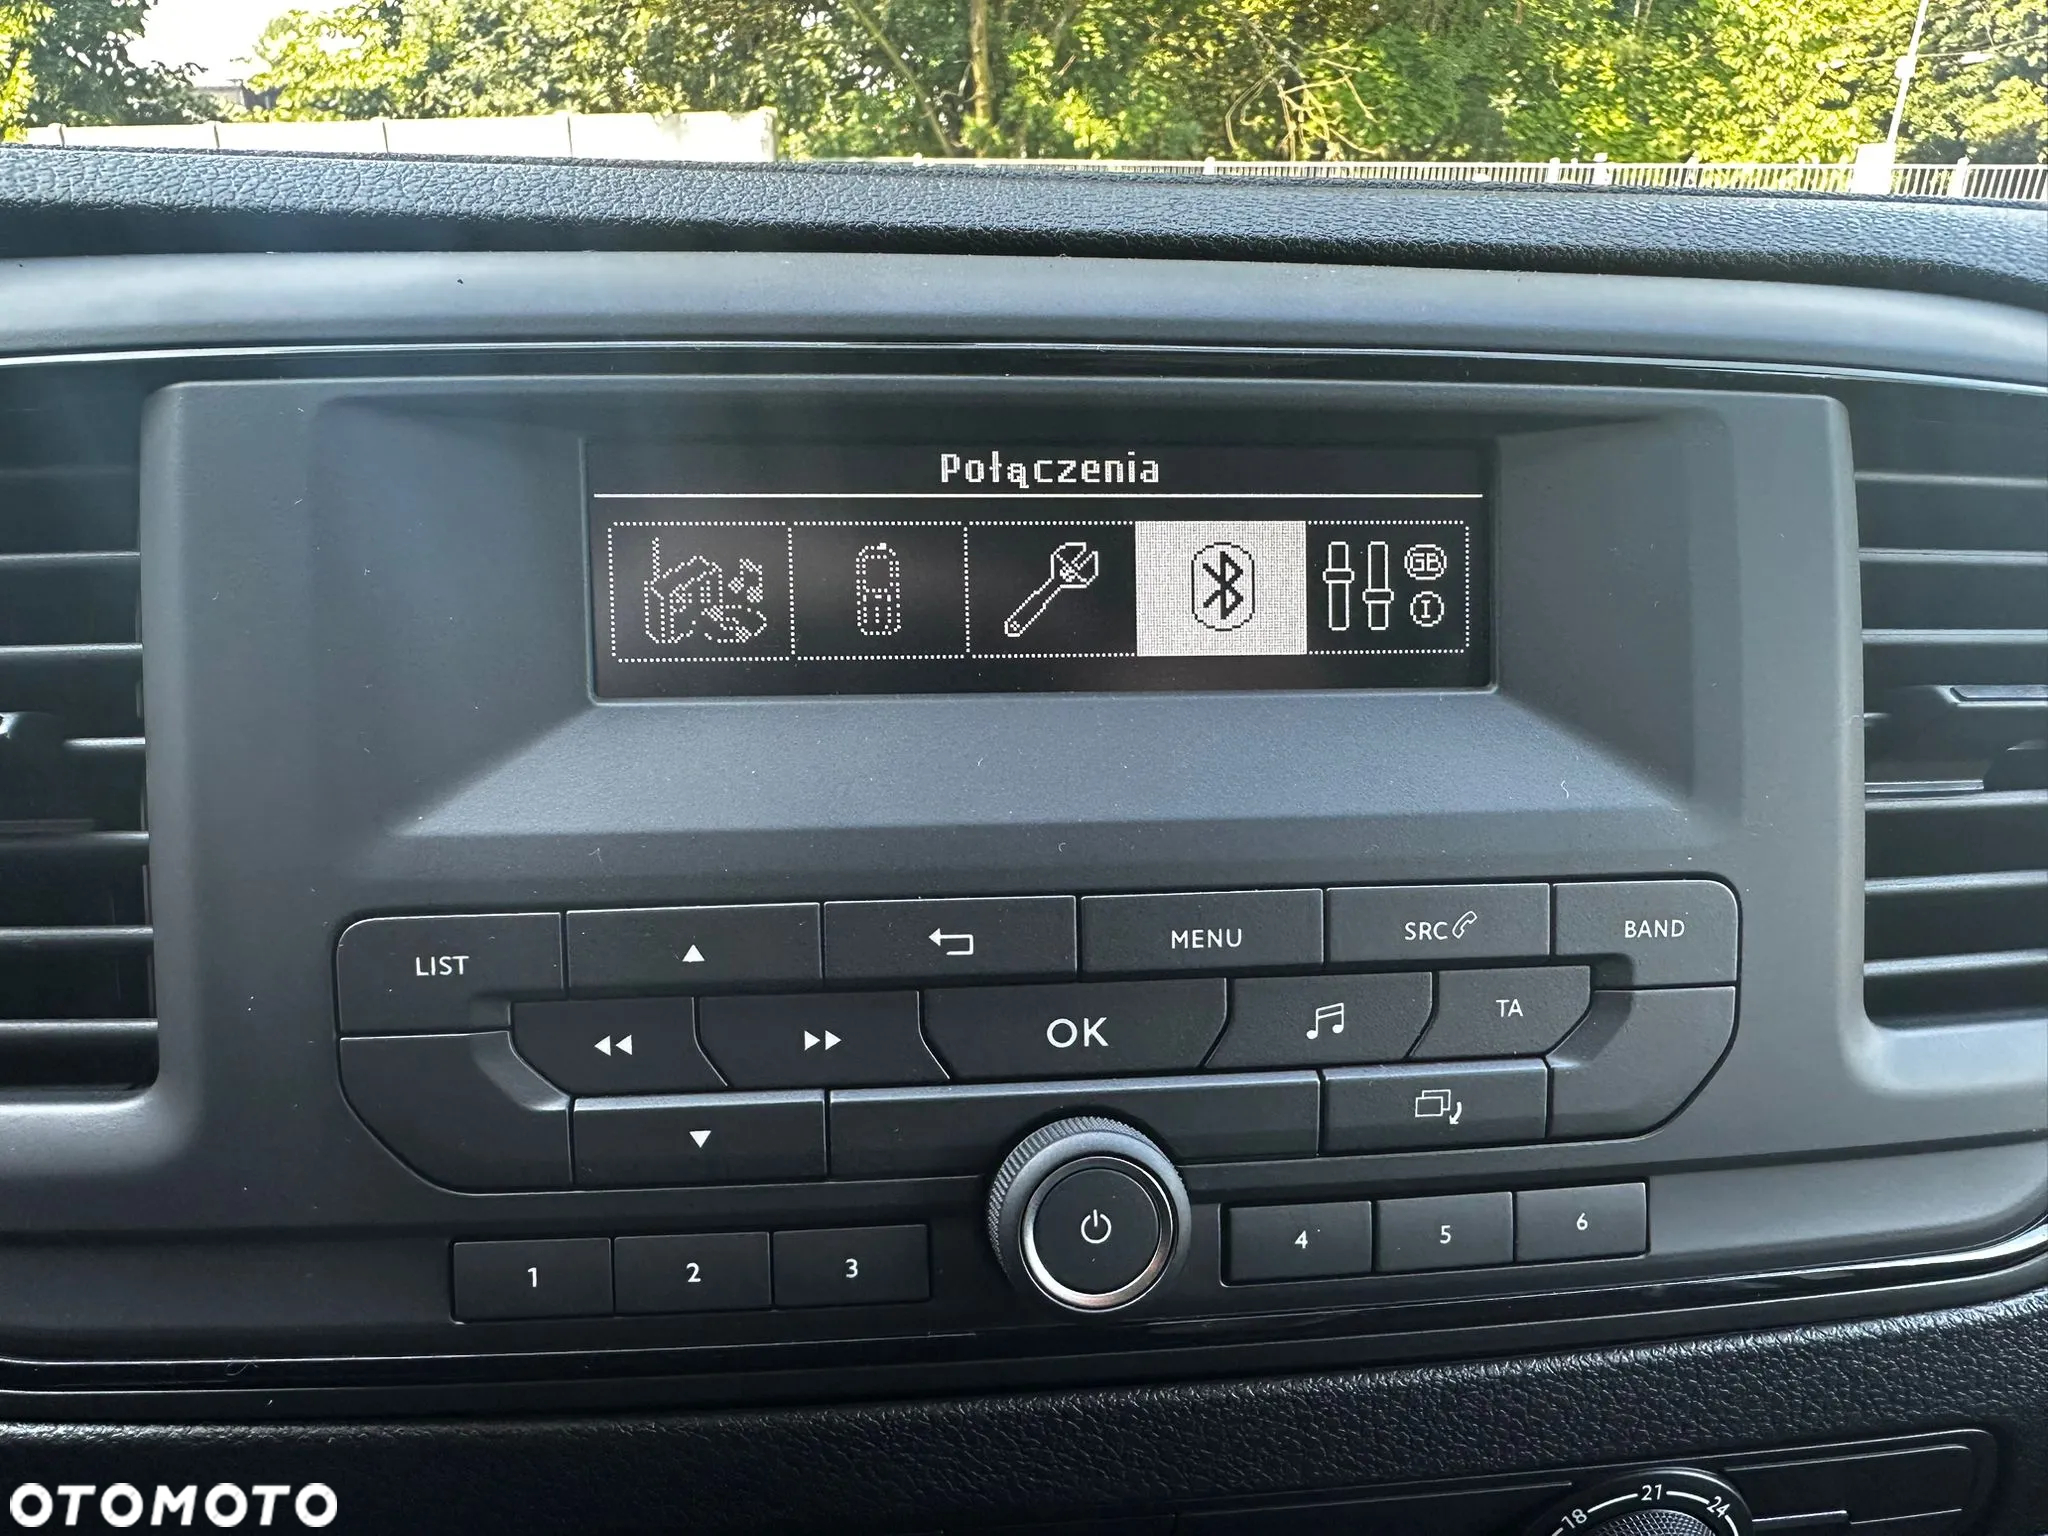 Połączenia
GB
I
LIST
MENU
SRC
BAND
OK
TA
1
2
3
4
5
6
18
21
24
OTOMOTO